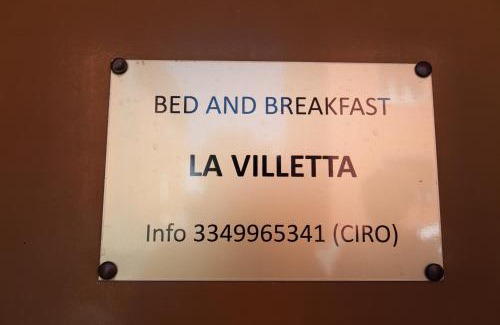 BED AND BREAKFAST
LA VILLETTA
Info 3349965341 (CIRO)